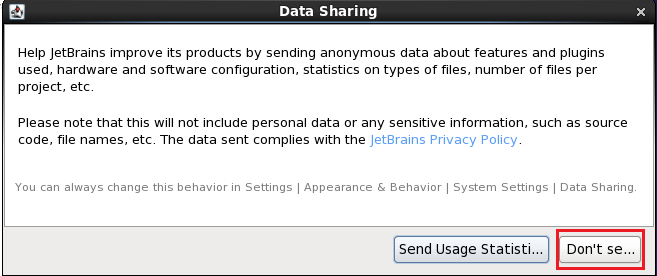 Data Sharing
Help JetBrains improve its products by sending anonymous data about features and plugins
used, hardware and software configuration, statistics on types of files, number of files per
project, etc.
Please note that this will not include personal data or any sensitive information, such as source
code, file names, etc. The data sent complies with the JetBrains Privacy Policy.
You can always change this behavior in Settings | Appearance & Behavior | System Settings | Data Sharing.
Send Usage Statisti... Don't se...